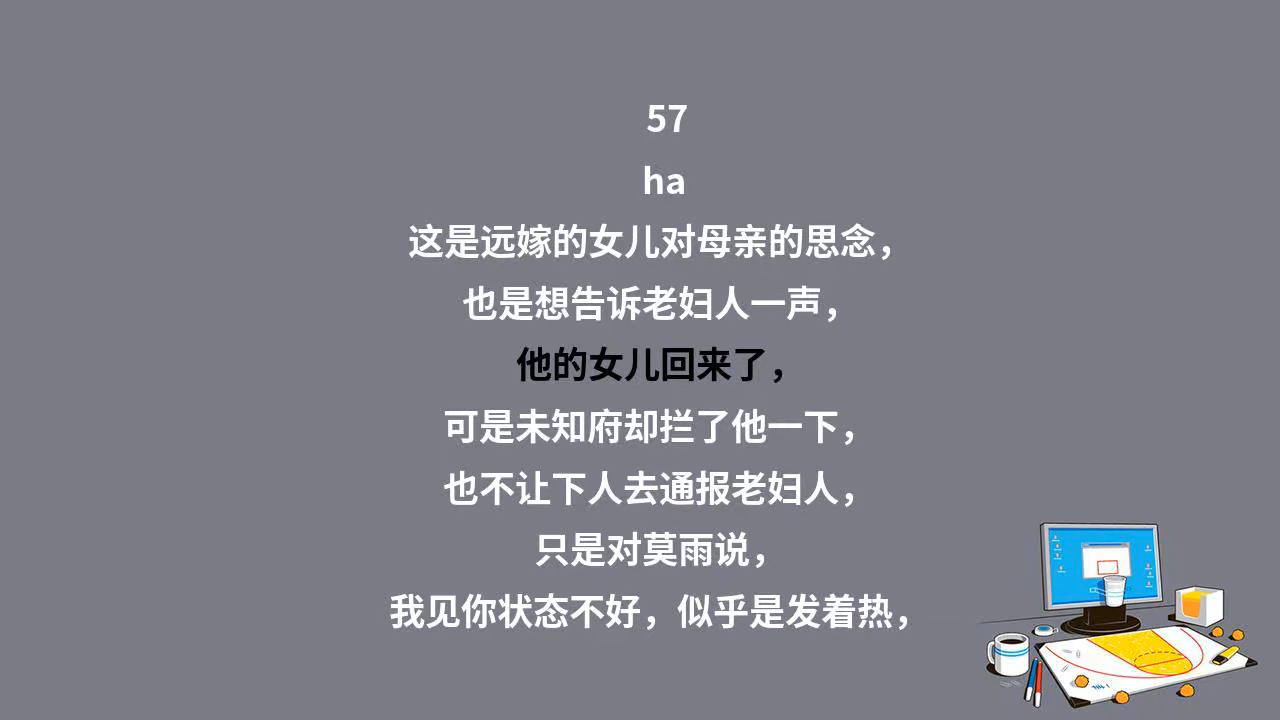 57
ha
这是远嫁的女儿对母亲的思念，
也是想告诉老妇人一声，
他的女儿回来了，
可是未知府却拦了他一下，
也不让下人去通报老妇人，
只是对莫雨说，
我见你状态不好，似乎是发着热，